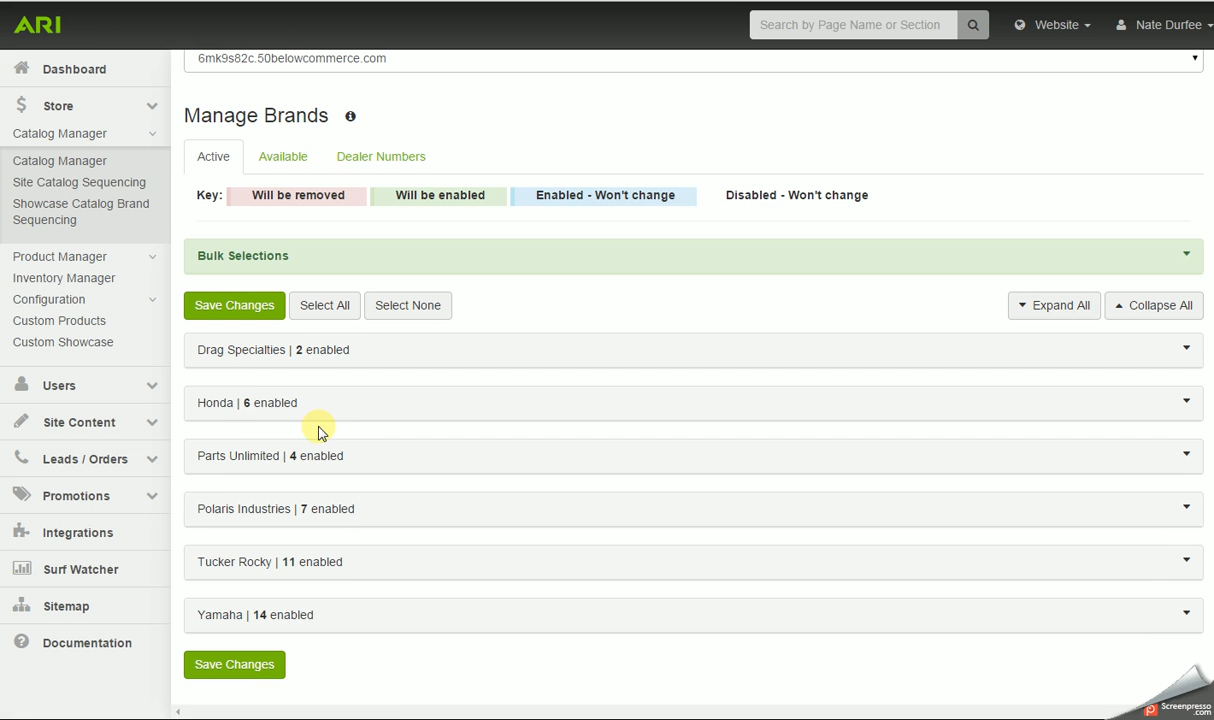 ARI
Search by Page Name or Section
Website
Nate Durfee
6mk9s82c.50belowcommerce.com
Dashboard
Store
Catalog Manager
Catalog Manager
Site Catalog Sequencing
Showcase Catalog Brand
Sequencing
Product Manager
Inventory Manager
Configuration
Custom Products
Custom Showcase
Users
Site Content
Leads / Orders
Promotions
Integrations
Surf Watcher
Sitemap
Documentation
Manage Brands
Active Available Dealer Numbers
Key: Will be removed Will be enabled Enabled - Won't change Disabled - Won't change
Bulk Selections
Save Changes Select All Select None Expand All Collapse All
Drag Specialties | 2 enabled
Honda | 6 enabled
Parts Unlimited | 4 enabled
Polaris Industries | 7 enabled
Tucker Rocky | 11 enabled
Yamaha | 14 enabled
Save Changes
Screenpresso
.com